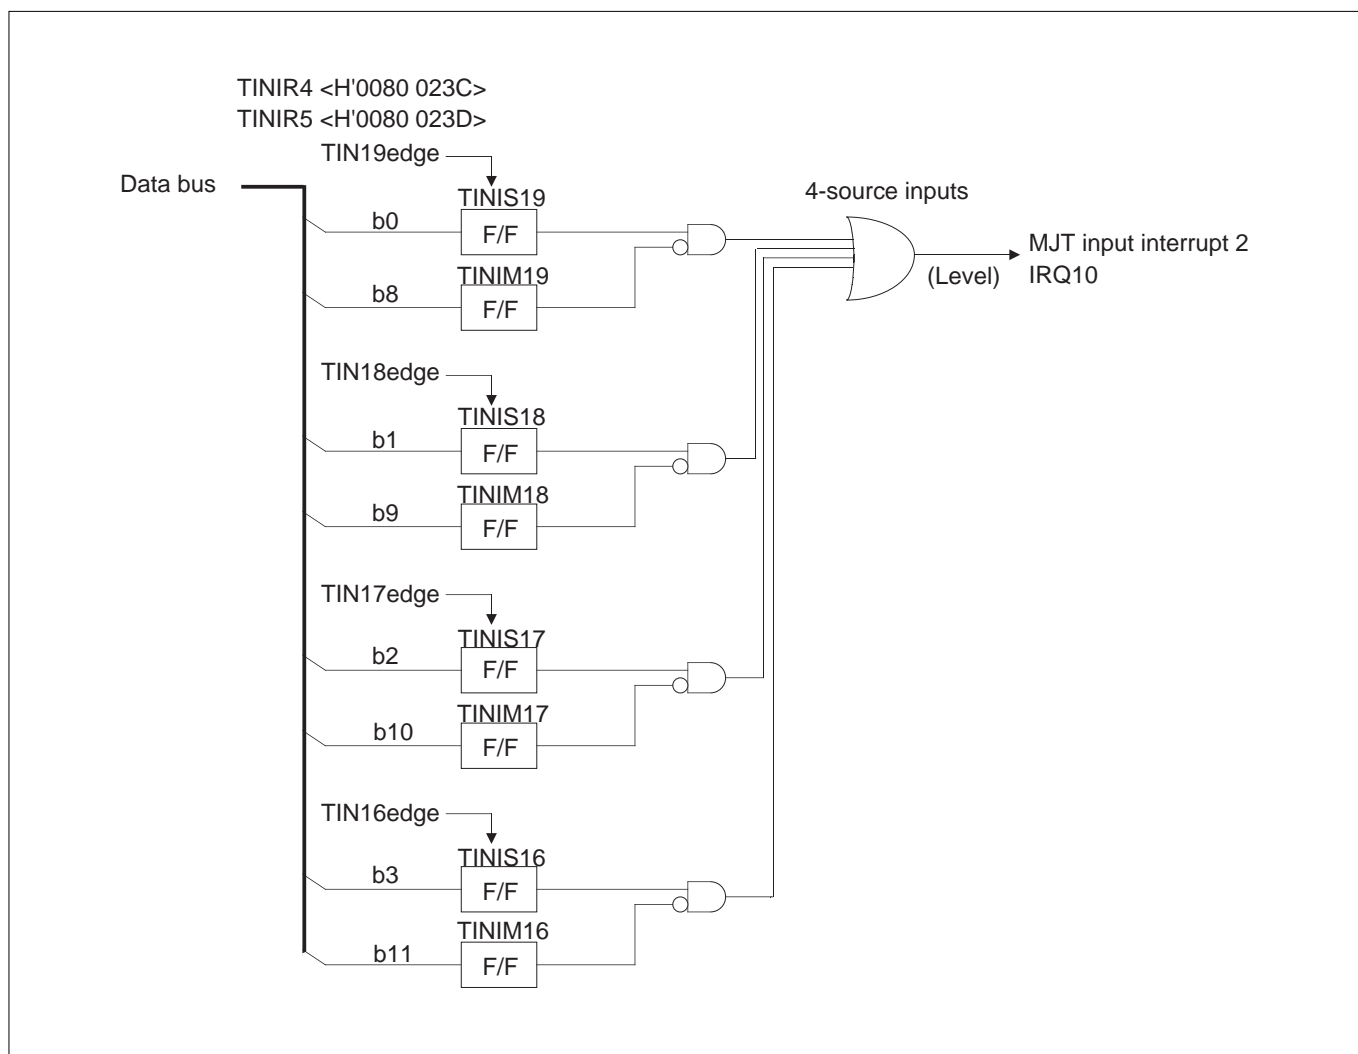 TINIR4 <H'0080 023C>
TINIR5 <H'0080 023D>
TIN19edge
Data bus
TINIS19
4-source inputs
b0
F/F
MJT input interrupt 2
(Level)
IRQ10
TINIM19
b8
F/F
TIN18edge
TINIS18
b1
F/F
TINIM18
b9
F/F
TIN17edge
TINIS17
b2
F/F
TINIM17
b10
F/F
TIN16edge
TINIS16
b3
F/F
TINIM16
b11
F/F